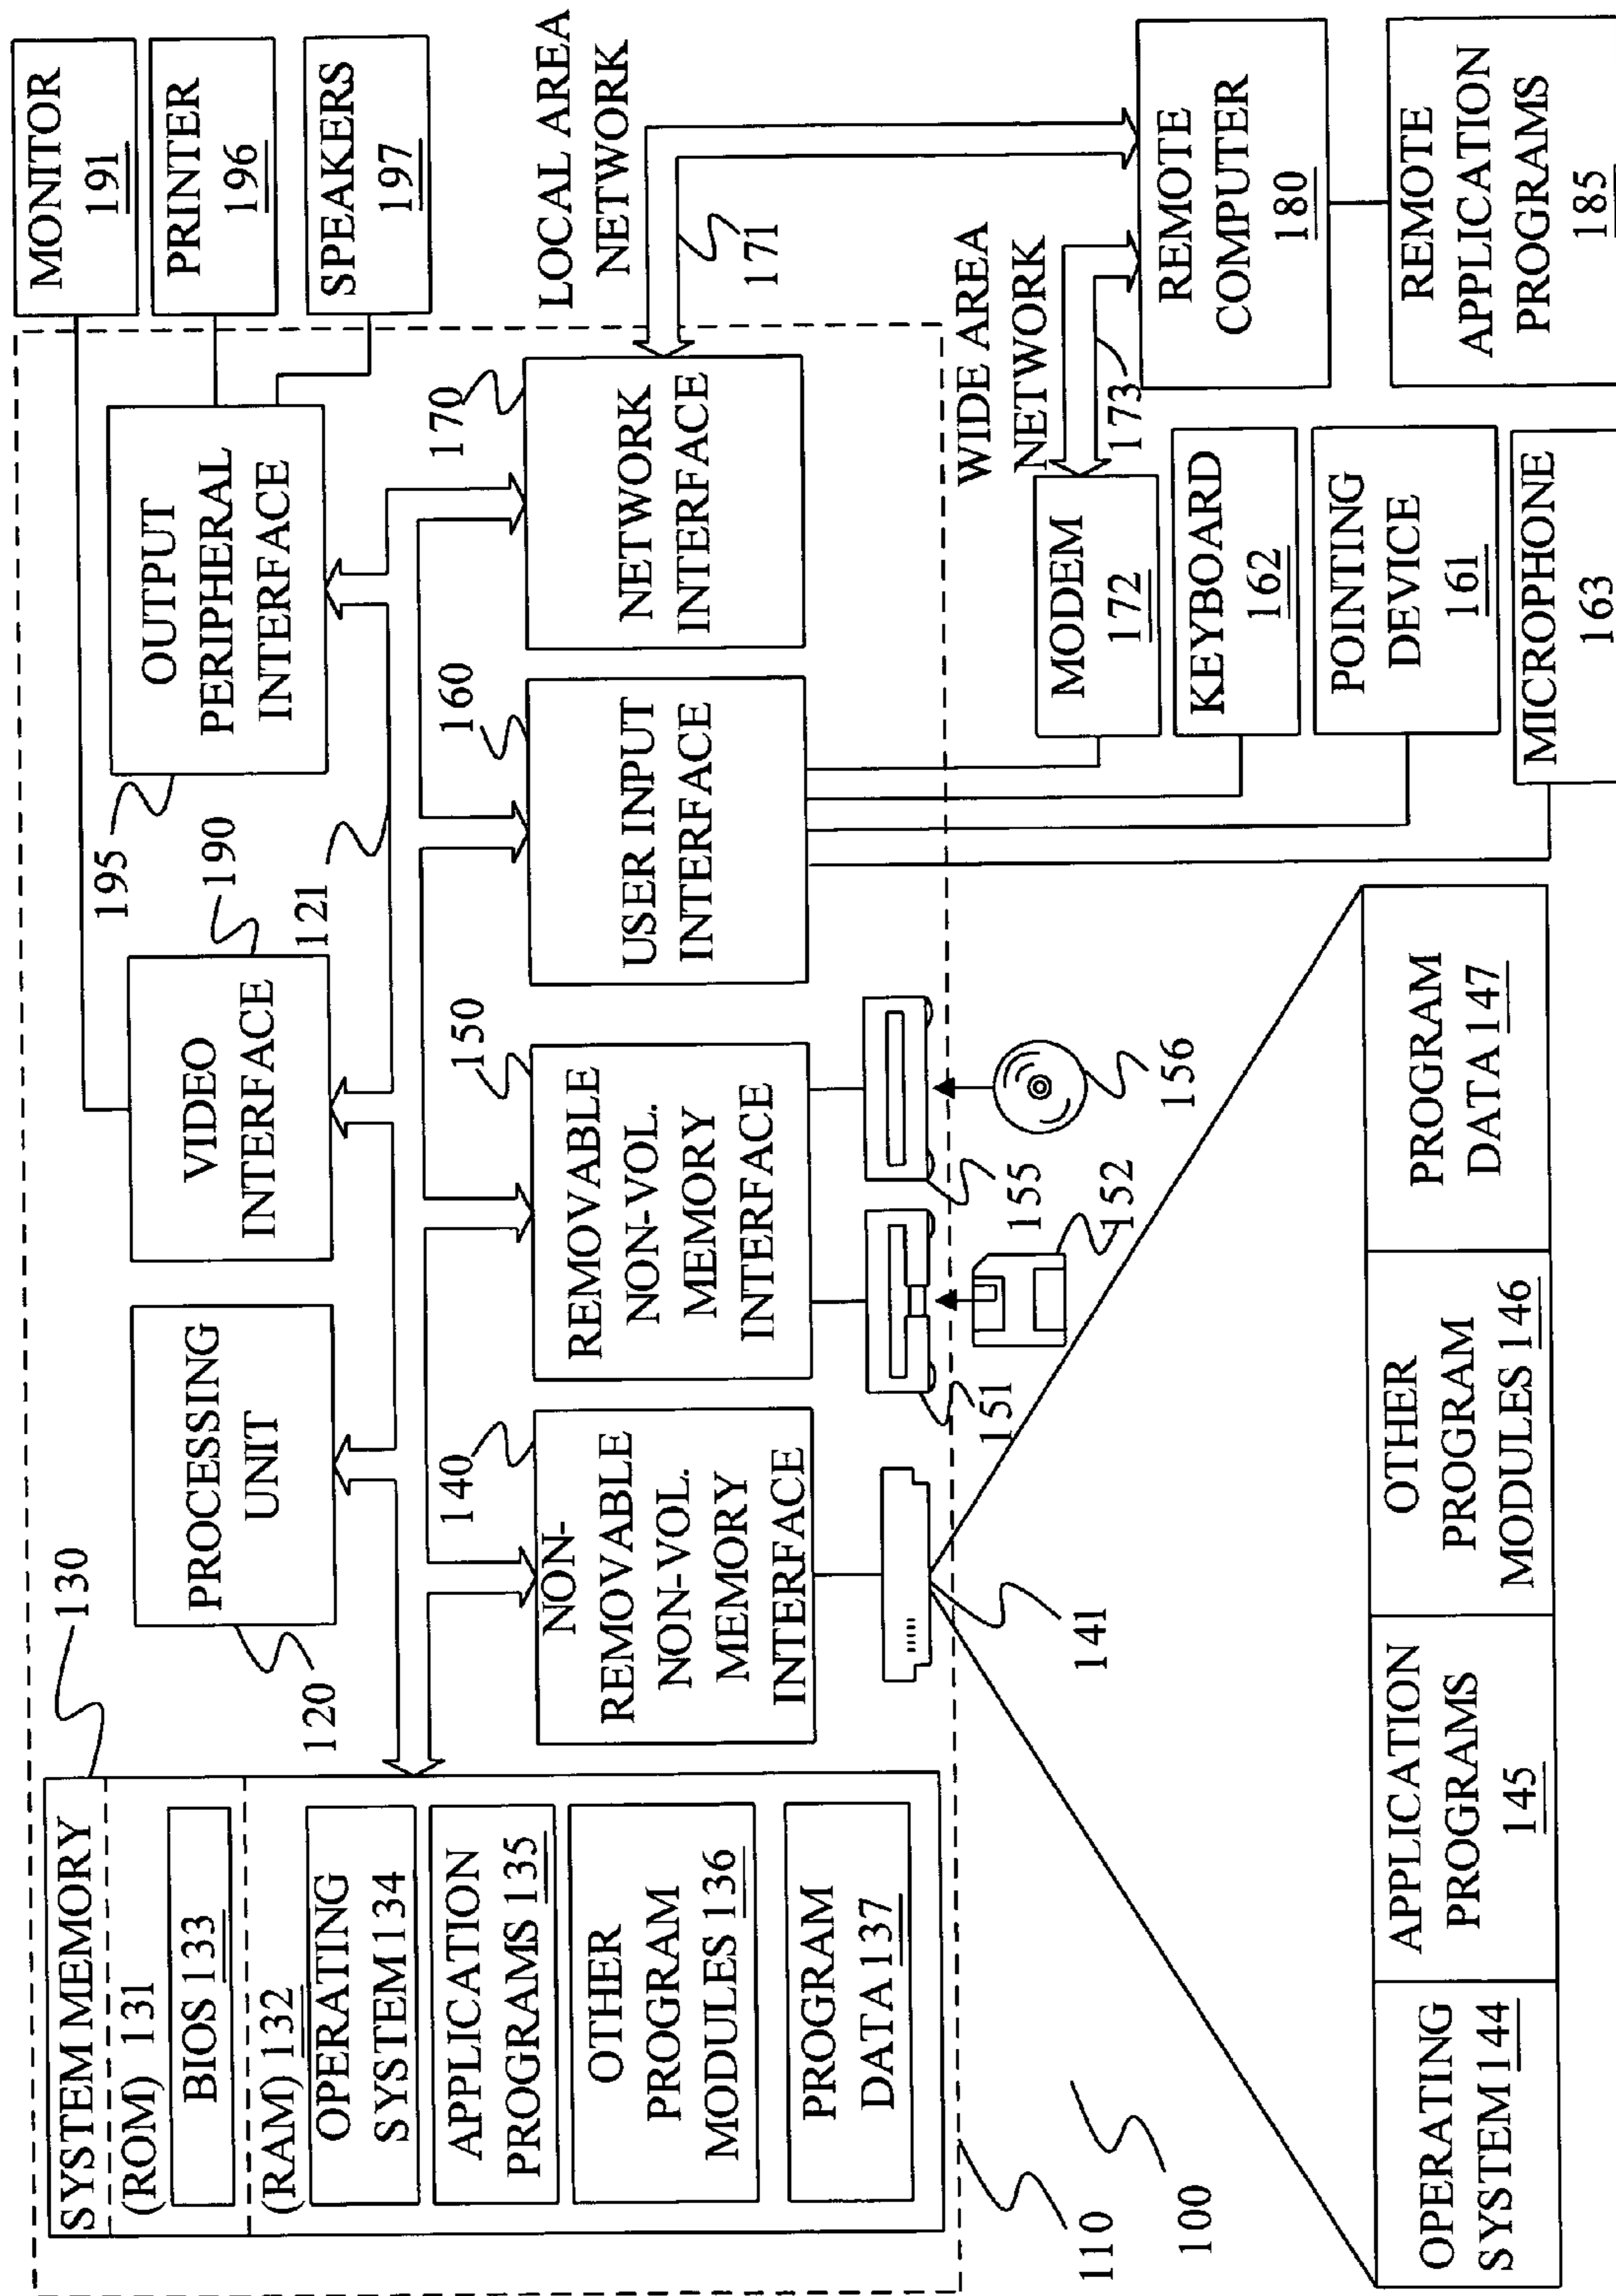 SYSTEM MEMORY
(ROM) 131
BIOS 133
(RAM) 132
OPERATING
SYSTEM 134
APPLICATION
PROGRAMS 135
OTHER
PROGRAM
MODULES 136
PROGRAM
DATA 137
130
PROCESSING
UNIT
120
VIDEO
INTERFACE
190
121
OUTPUT
PERIPHERAL
INTERFACE
195
MONITOR
191
PRINTER
196
SPEAKERS
197
140
NON-
REMOVABLE
NON-VOL.
MEMORY
INTERFACE
150
REMOVABLE
NON-VOL.
MEMORY
INTERFACE
160
USER INPUT
INTERFACE
170
NETWORK
INTERFACE
LOCAL AREA
NETWORK
171
141
151
152
155
156
WIDE AREA
NETWORK
173
MODEM
172
KEYBOARD
162
POINTING
DEVICE
161
MICROPHONE
163
REMOTE
COMPUTER
180
REMOTE
APPLICATION
PROGRAMS
185
110
100
OPERATING
SYSTEM 144
APPLICATION
PROGRAMS
145
OTHER
PROGRAM
MODULES 146
PROGRAM
DATA 147